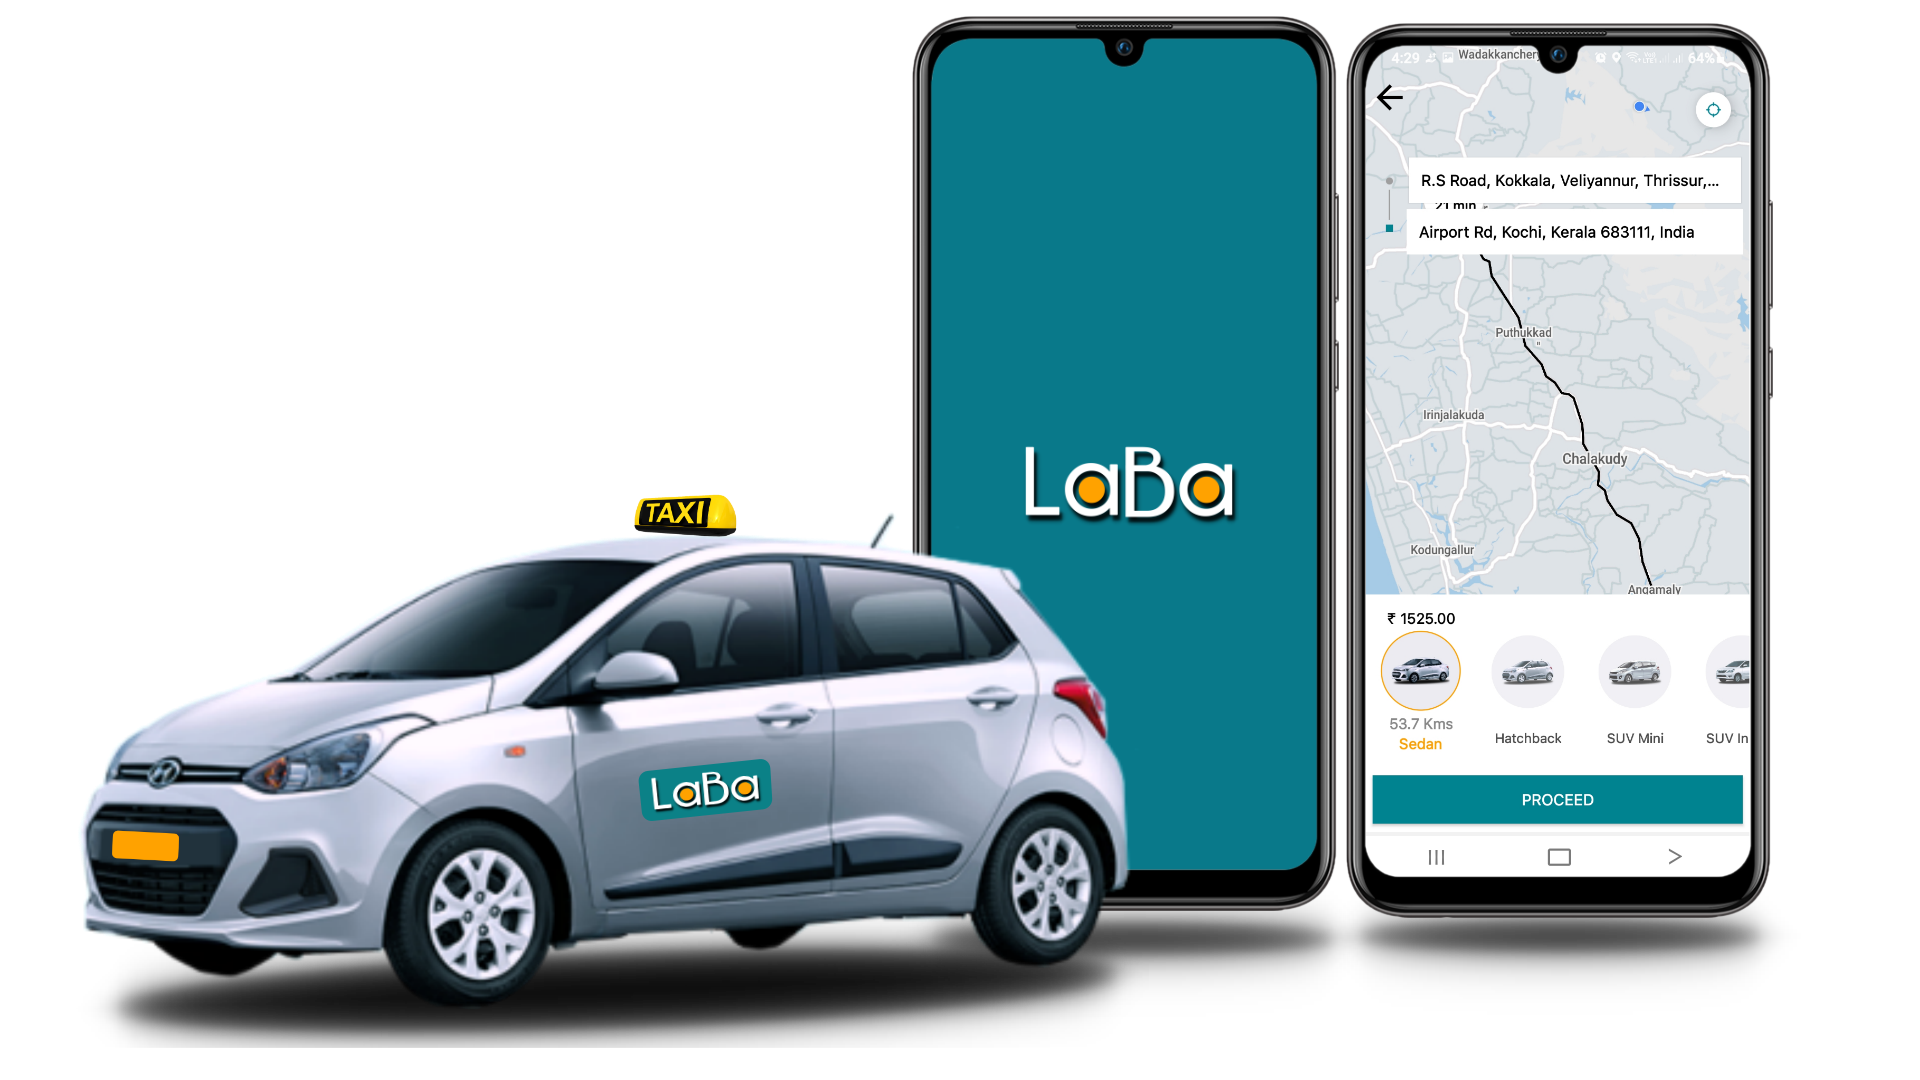 TAXI
LaBa
LaBa
4:29
64%
Wadakkanchery
R.S Road, Kokkala, Veliyannur, Thrissur,...
21 min
Airport Rd, Kochi, Kerala 683111, India
Puthukkad
Irinjalakuda
Chalakudy
Kodungallur
Angamaly
₹ 1525.00
53.7 Kms
Sedan
Hatchback
SUV Mini
SUV In
PROCEED